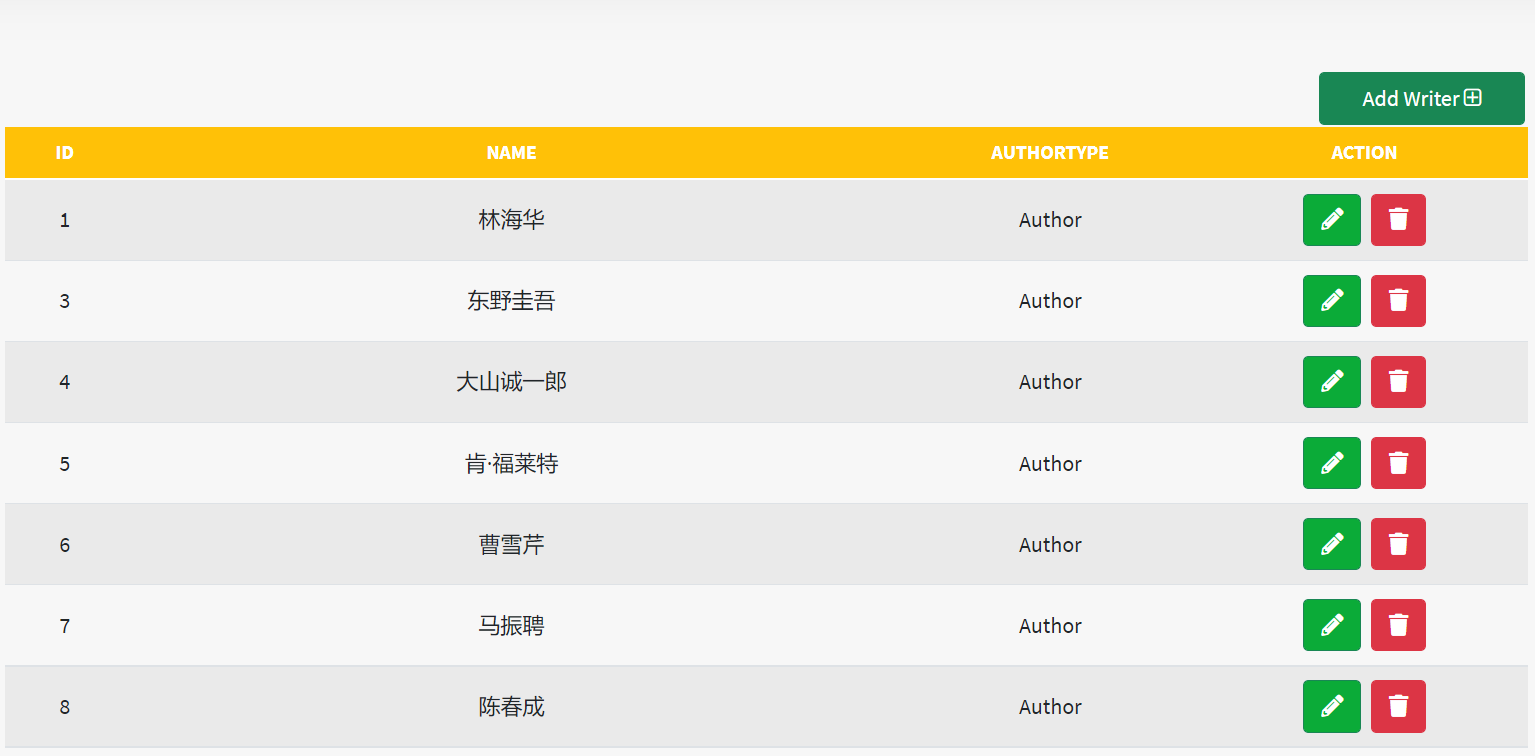 Add Writer
ID NAME AUTHORTYPE ACTION
1 林海华 Author
3 东野圭吾 Author
4 大山诚一郎 Author
5 肯·福莱特 Author
6 曹雪芹 Author
7 马振聘 Author
8 陈春成 Author